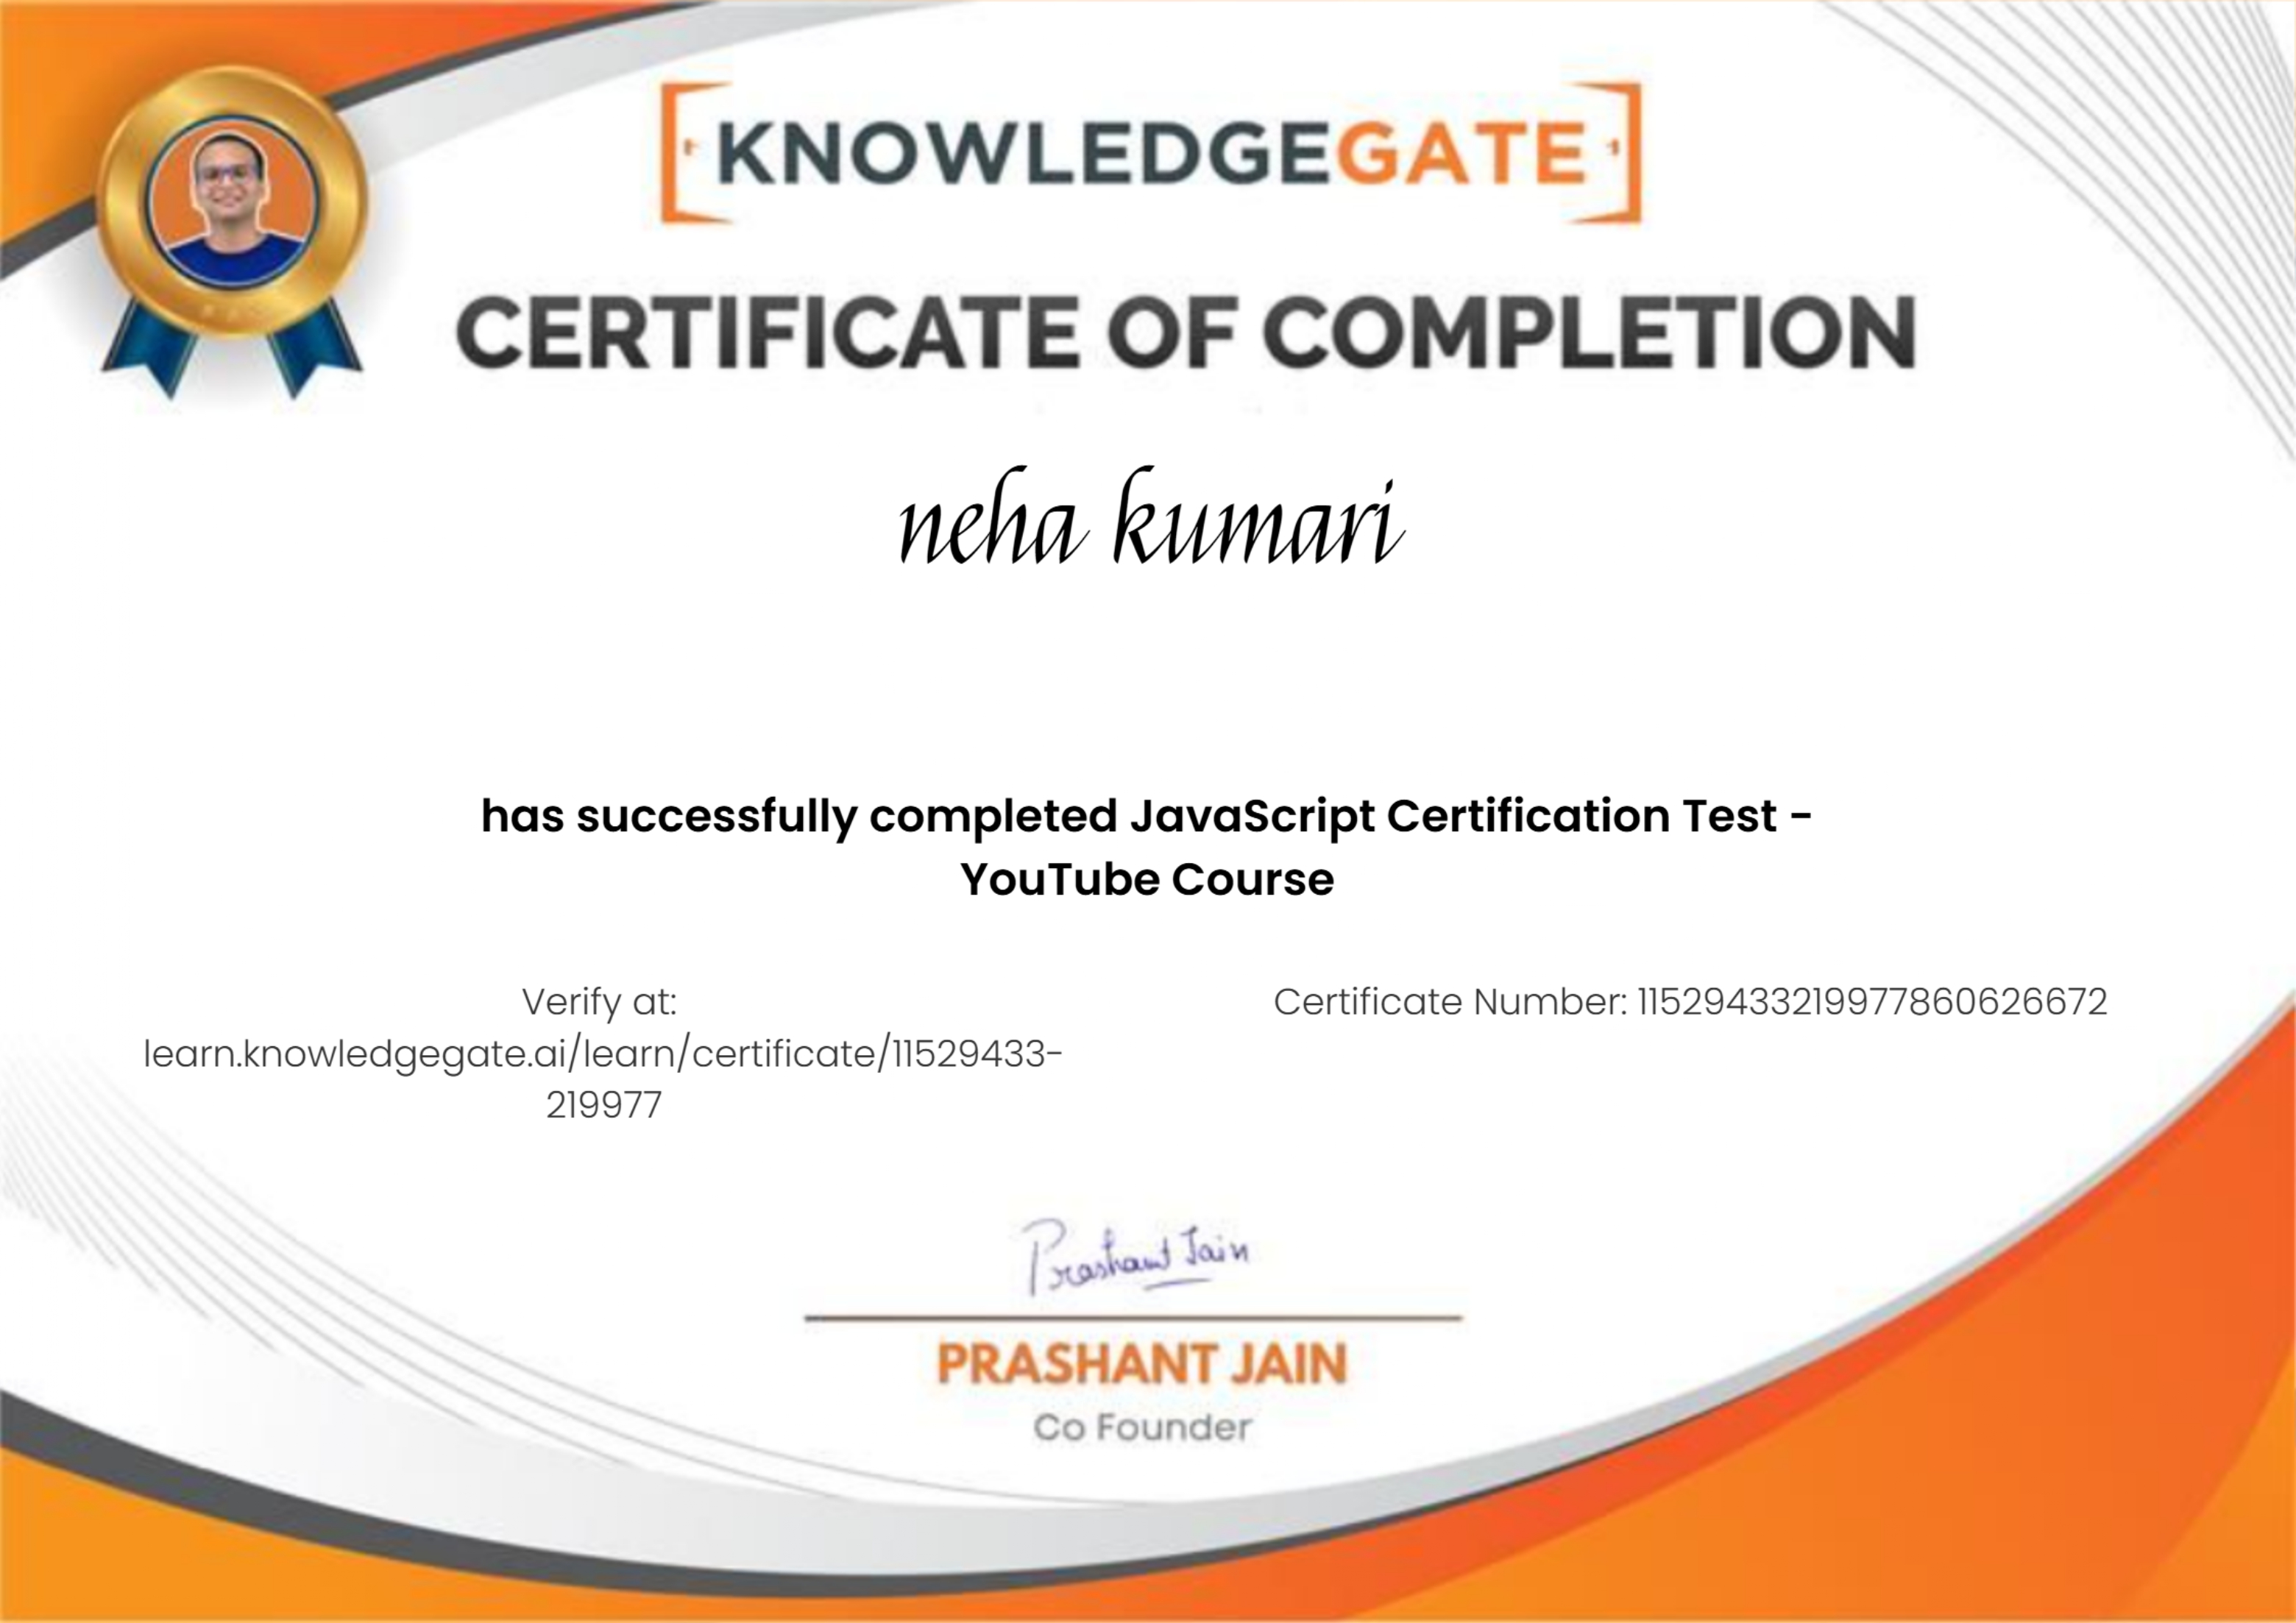 KNOWLEDGEGATE
CERTIFICATE OF COMPLETION
neha kumari
has successfully completed JavaScript Certification Test -
YouTube Course
Verify at:
learn.knowledgegate.ai/learn/certificate/11529433-
219977
Certificate Number: 11529433219977860626672
Prashant Jain
PRASHANT JAIN
Co Founder